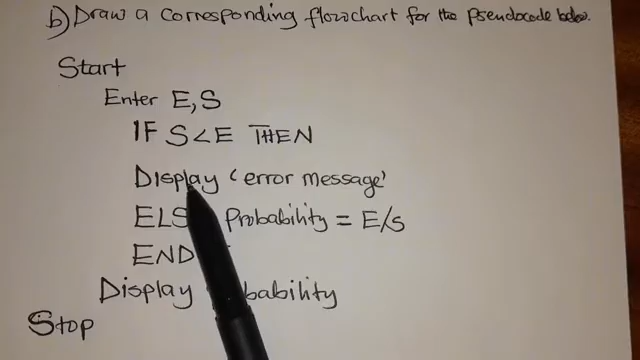 b) Draw a corresponding flowchart for the pseudocode below.
Start
Enter E,S
IF S<E THEN
Display 'error message'
ELS Probability = E/S
END
Display bability
Stop